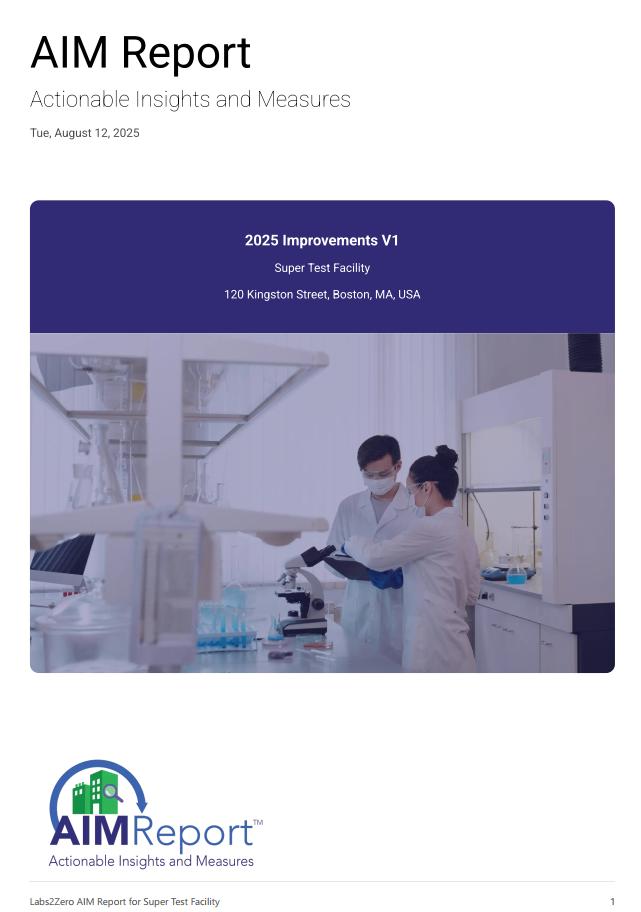 AIM Report
Actionable Insights and Measures
Tue, August 12, 2025
2025 Improvements V1
Super Test Facility
120 Kingston Street, Boston, MA, USA
AIMReport™
Actionable Insights and Measures
Labs2Zero AIM Report for Super Test Facility 1